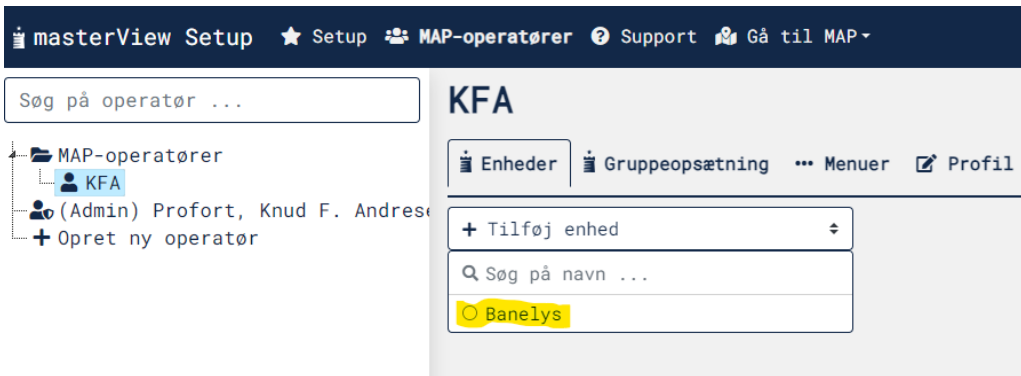 masterView Setup Setup MAP-operatører Support Gå til MAP
Søg på operatør ...
MAP-operatører
KFA
(Admin) Profort, Knud F. Andrese
Opret ny operatør
KFA
Enheder Gruppeopsætning Menuer Profil
Tilføj enhed
Søg på navn ...
Banelys